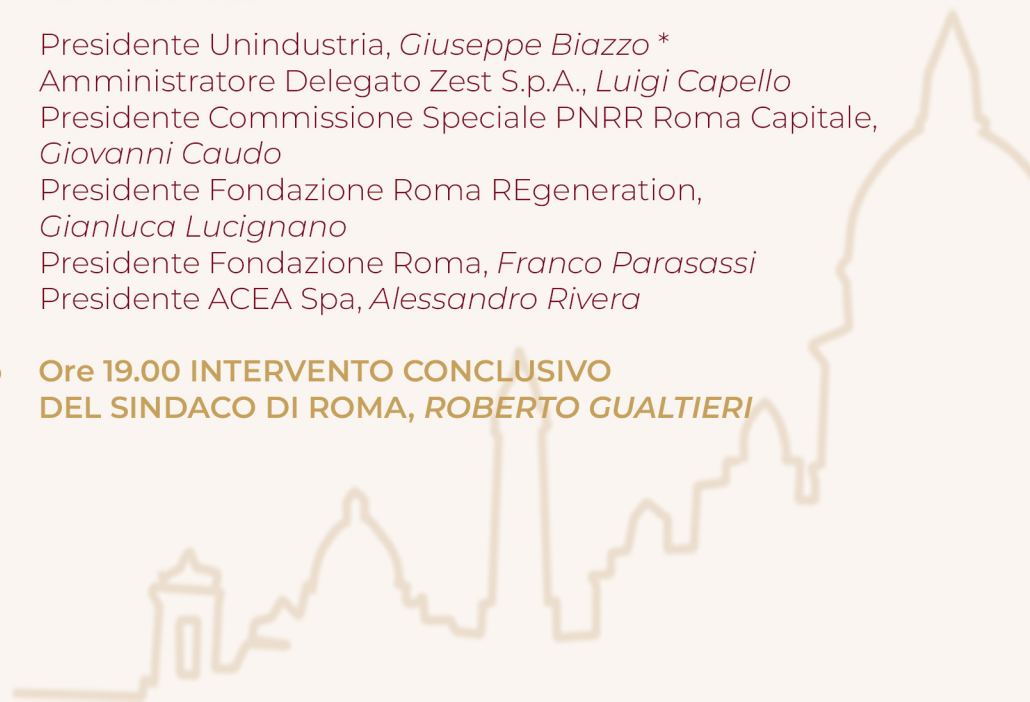 Presidente Unindustria, Giuseppe Biazzo *
Amministratore Delegato Zest S.p.A., Luigi Capello
Presidente Commissione Speciale PNRR Roma Capitale,
Giovanni Caudo
Presidente Fondazione Roma REgeneration,
Gianluca Lucignano
Presidente Fondazione Roma, Franco Parasassi
Presidente ACEA Spa, Alessandro Rivera
Ore 19.00 INTERVENTO CONCLUSIVO
DEL SINDACO DI ROMA, ROBERTO GUALTIERI